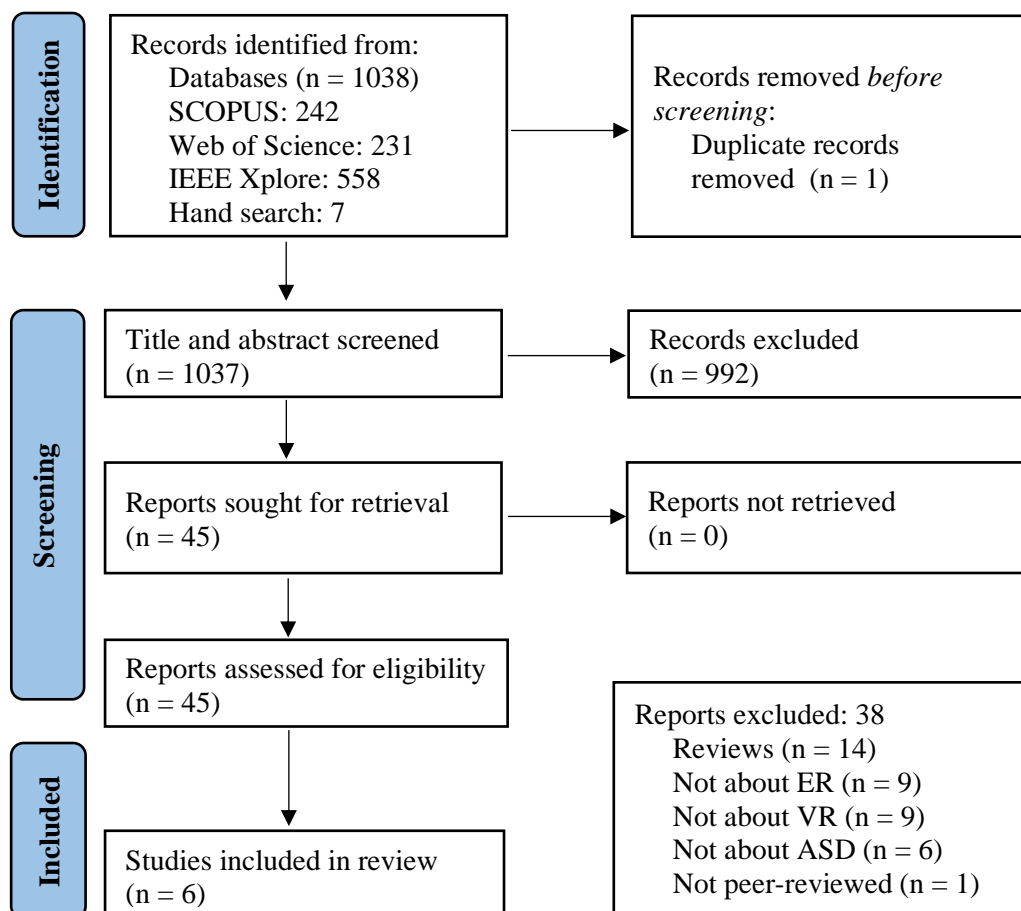 Identification
Records identified from:
Databases (n = 1038)
SCOPUS: 242
Web of Science: 231
IEEE Xplore: 558
Hand search: 7
Records removed before
screening:
Duplicate records
removed (n = 1)
Screening
Title and abstract screened
(n = 1037)
Records excluded
(n = 992)
Reports sought for retrieval
(n = 45)
Reports not retrieved
(n = 0)
Reports assessed for eligibility
(n = 45)
Reports excluded: 38
Reviews (n = 14)
Not about ER (n = 9)
Not about VR (n = 9)
Not about ASD (n = 6)
Not peer-reviewed (n = 1)
Included
Studies included in review
(n = 6)